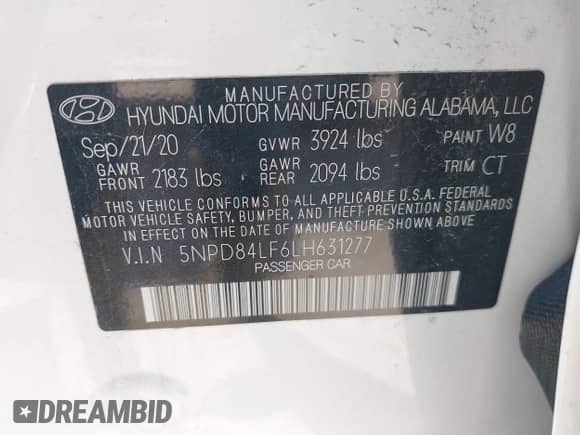 MANUFACTURED BY
HYUNDAI MOTOR MANUFACTURING ALABAMA, LLC
Sep/21/20 GVWR 3924 lbs PAINT W8
GAWR FRONT 2183 lbs GAWR REAR 2094 lbs TRIM CT
THIS VEHICLE CONFORMS TO ALL APPLICABLE U.S.A. FEDERAL
MOTOR VEHICLE SAFETY, BUMPER, AND THEFT PREVENTION STANDARDS
IN EFFECT ON THE DATE OF MANUFACTURE SHOWN ABOVE
V.I.N 5NPD84LF6LH631277
PASSENGER CAR
DREAMBID